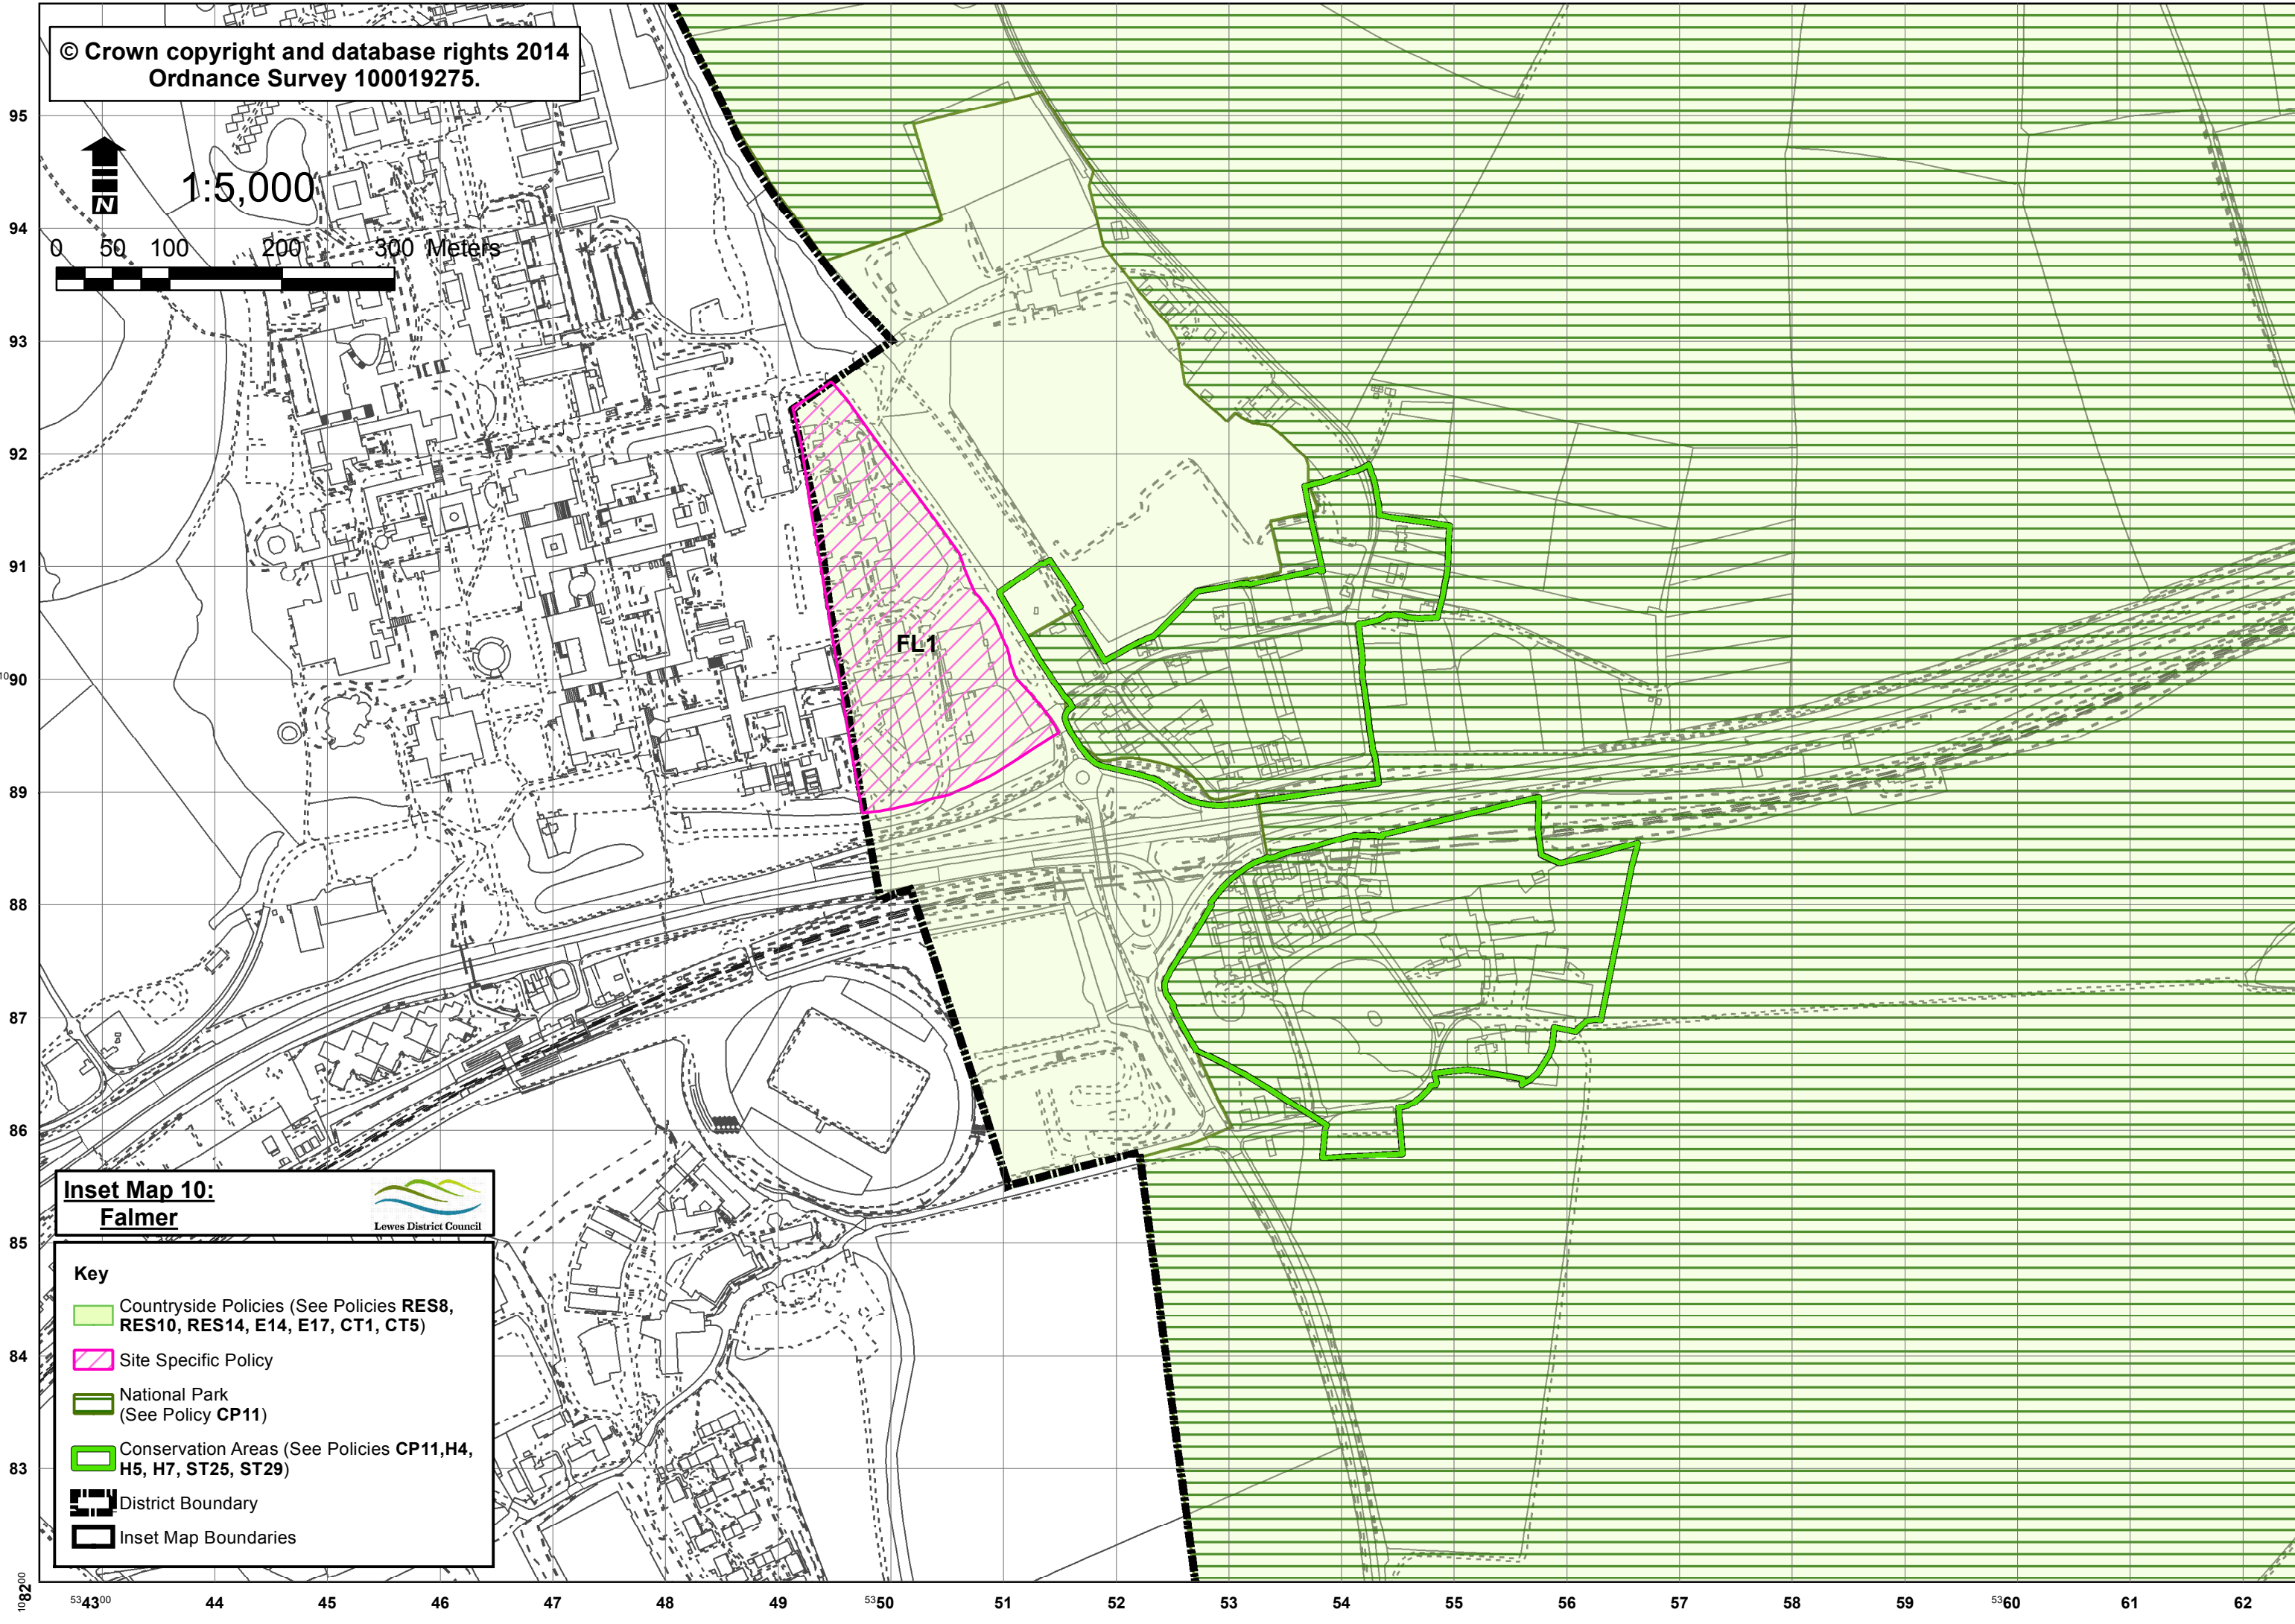 © Crown copyright and database rights 2014
Ordnance Survey 100019275.
N
1:5,000
0 50 100 200 300 Meters
95
94
93
92
91
1090
89
88
87
86
85
84
83
108200
FL1
Inset Map 10:
Falmer
Lewes District Council
Key
Countryside Policies (See Policies RES8,
RES10, RES14, E14, E17, CT1, CT5)
Site Specific Policy
National Park
(See Policy CP11)
Conservation Areas (See Policies CP11,H4,
H5, H7, ST25, ST29)
District Boundary
Inset Map Boundaries
534300 44 45 46 47 48 49 5350 51 52 53 54 55 56 57 58 59 5360 61 62